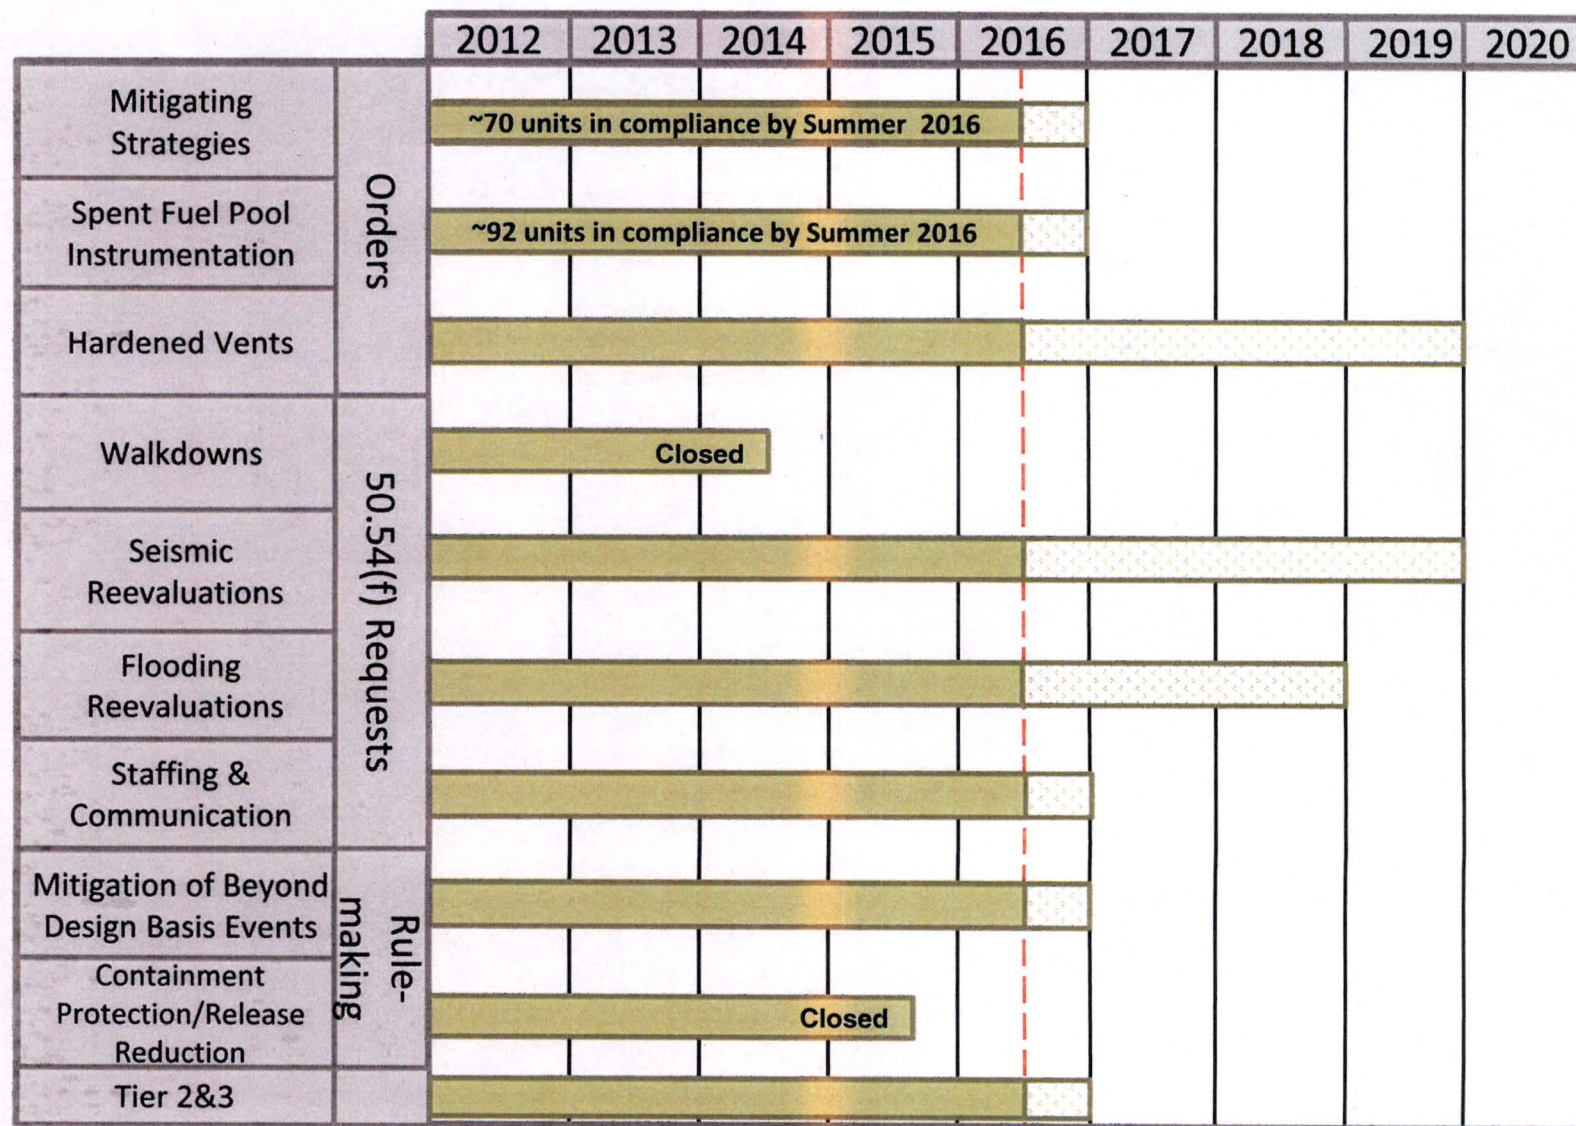 2012 2013 2014 2015 2016 2017 2018 2019 2020
Mitigating
Strategies
~70 units in compliance by Summer 2016
Spent Fuel Pool
Instrumentation
~92 units in compliance by Summer 2016
Orders
Hardened Vents
Walkdowns
Closed
Seismic
Reevaluations
50.54(f) Requests
Flooding
Reevaluations
Staffing &
Communication
Mitigation of Beyond
Design Basis Events
Rule-
making
Containment
Protection/Release
Reduction
Closed
Tier 2&3